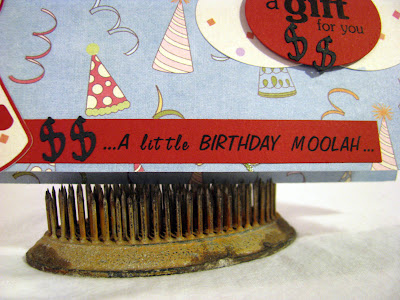 a gift
for you
$$
$$ ...A little BIRTHDAY MOOLAH...